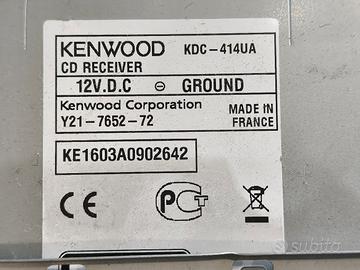 KENWOOD KDC-414UA
CD RECEIVER
12V.D.C ⊖ GROUND
Kenwood Corporation
Y21-7652-72
MADE IN
FRANCE
KE1603A0902642
CE
PCT
subito